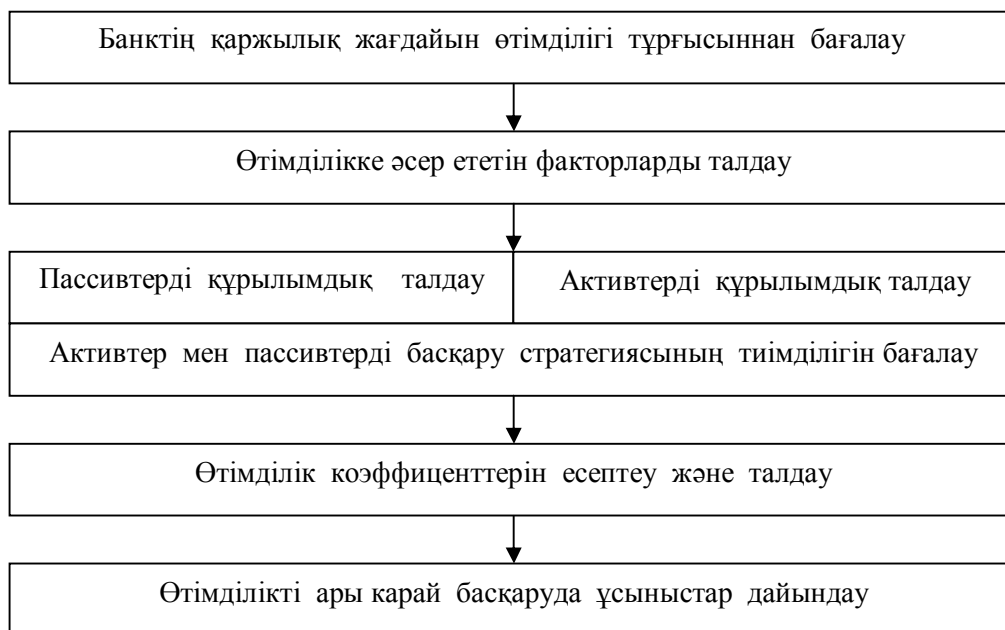 Банктің қаржылық жағдайын өтімділігі тұрғысыннан бағалау
Өтімділікке әсер ететін факторларды талдау
Пассивтерді құрылымдық талдау
Активтерді құрылымдық талдау
Активтер мен пассивтерді басқару стратегиясының тиімділігін бағалау
Өтімділік коэффиценттерін есептеу және талдау
Өтімділікті ары карай басқаруда ұсыныстар дайындау